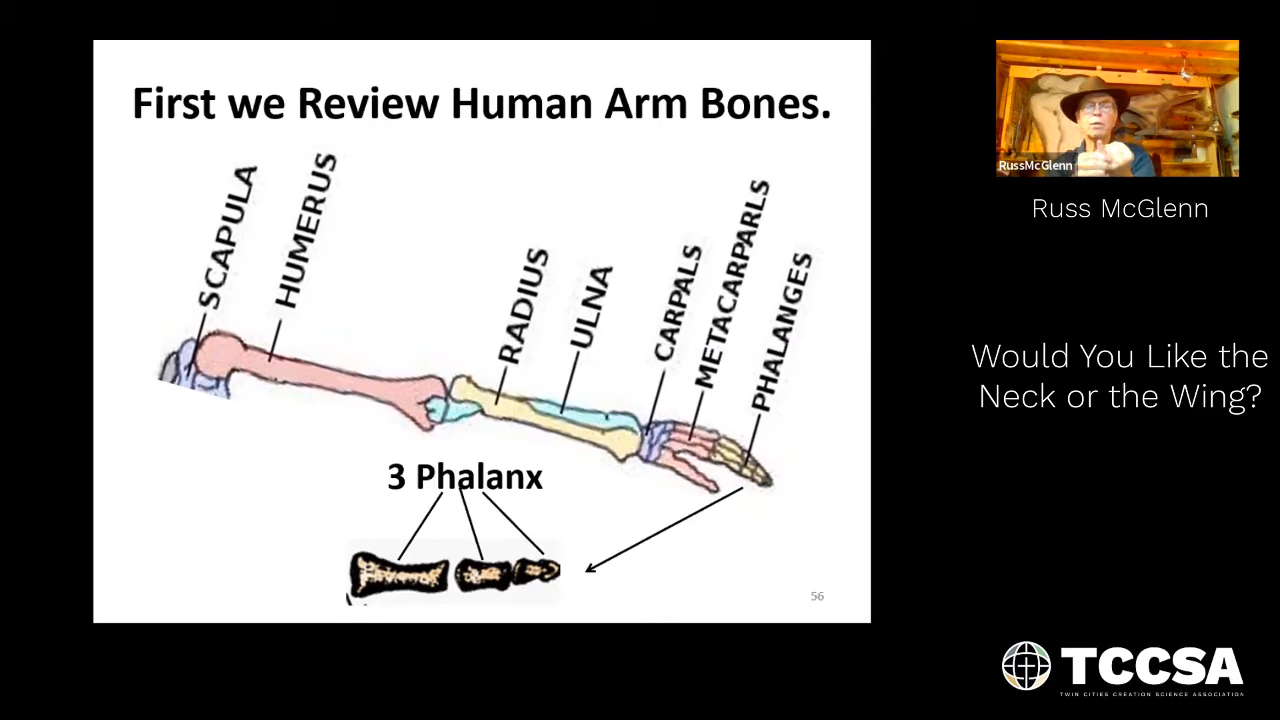 First we Review Human Arm Bones.
SCAPULA
HUMERUS
RADIUS
ULNA
CARPALS
METACARPARLS
PHALANGES
3 Phalanx
56
RussMcGlenn
Russ McGlenn
Would You Like the
Neck or the Wing?
TCCSA
TWIN CITIES CREATION SCIENCE ASSOCIATION